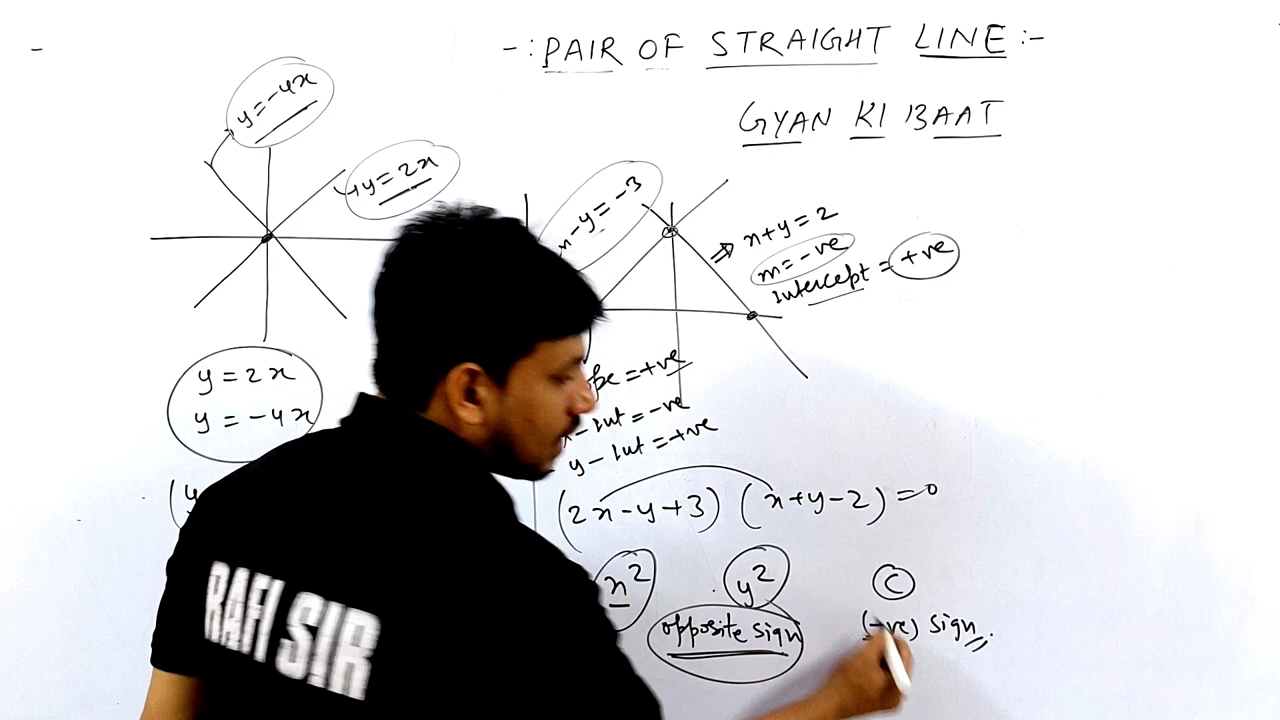 -: PAIR OF STRAIGHT LINE :-
GYAN KI BAAT
y = -4x
y = 2x
-y = -3
⇒ x+y = 2
m = -ve
Intercept = +ve
y = 2x
y = -4x
= +ve
-Int = -ve
y - Int = +ve
(2x-y+3) (x+y-2) = 0
x² y² C
opposite sign (-ve) sign
RAFI SIR